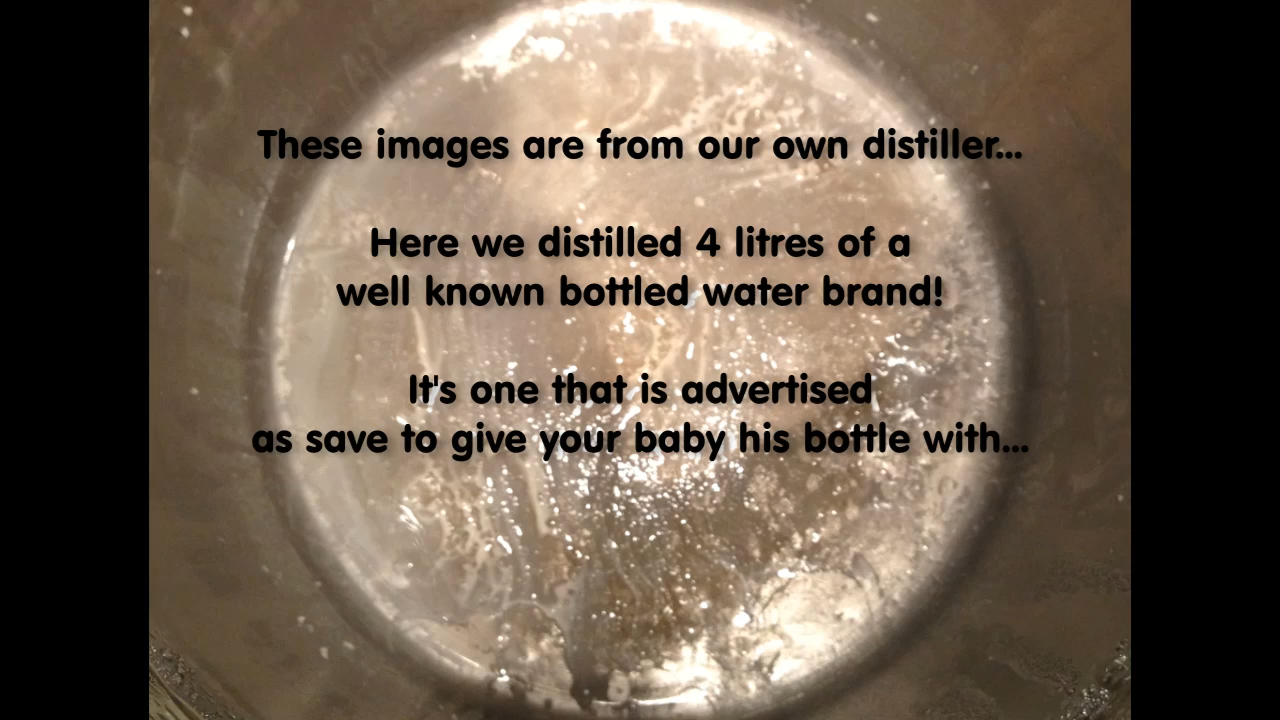 These images are from our own distiller...
Here we distilled 4 litres of a
well known bottled water brand!
It's one that is advertised
as save to give your baby his bottle with...